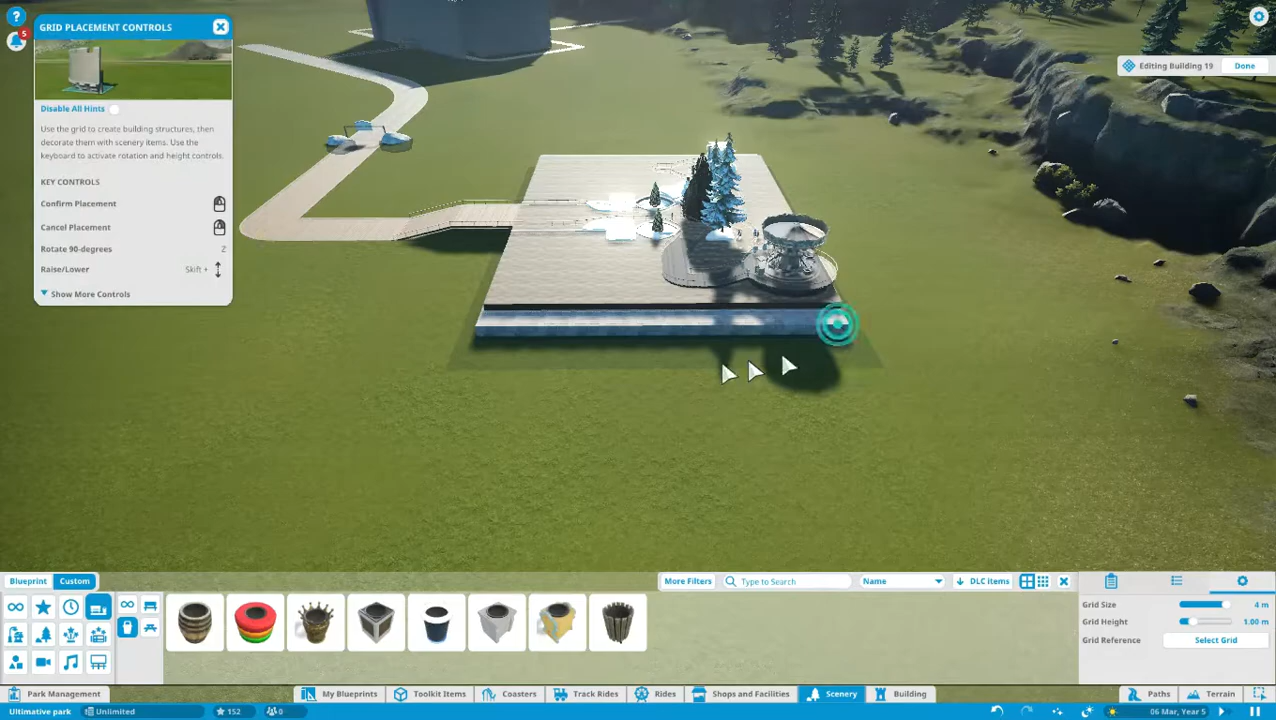 ?
GRID PLACEMENT CONTROLS
5
Editing Building 19
Done
Disable All Hints
Use the grid to create building structures, then
decorate them with scenery items. Use the
keyboard to activate rotation and height controls.
KEY CONTROLS
Confirm Placement
Cancel Placement
Rotate 90-degrees Z
Raise/Lower Skift +
Show More Controls
Blueprint Custom
More Filters Type to Search Name DLC items
Grid Size 4 m
Grid Height 1.00 m
Grid Reference Select Grid
Park Management My Blueprints Toolkit Items Coasters Track Rides Rides Shops and Facilities Scenery Building Paths Terrain
Ultimative park Unlimited 152 0 06 Mar, Year 5